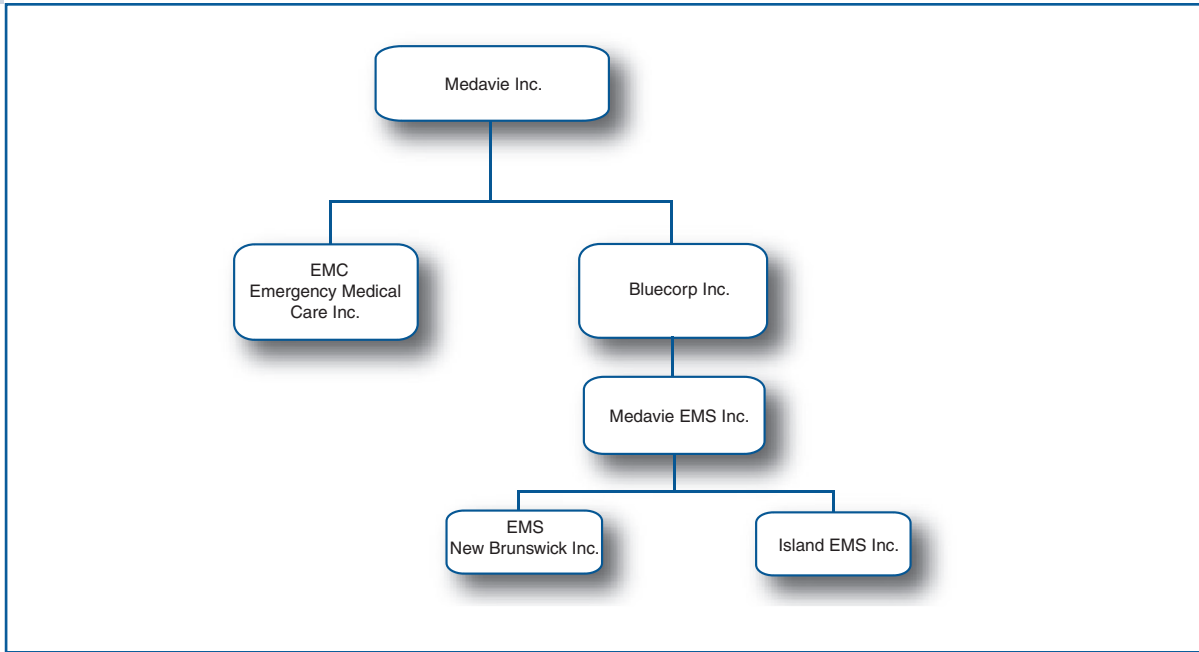 Medavie Inc.
EMC
Emergency Medical
Care Inc.
Bluecorp Inc.
Medavie EMS Inc.
EMS
New Brunswick Inc.
Island EMS Inc.